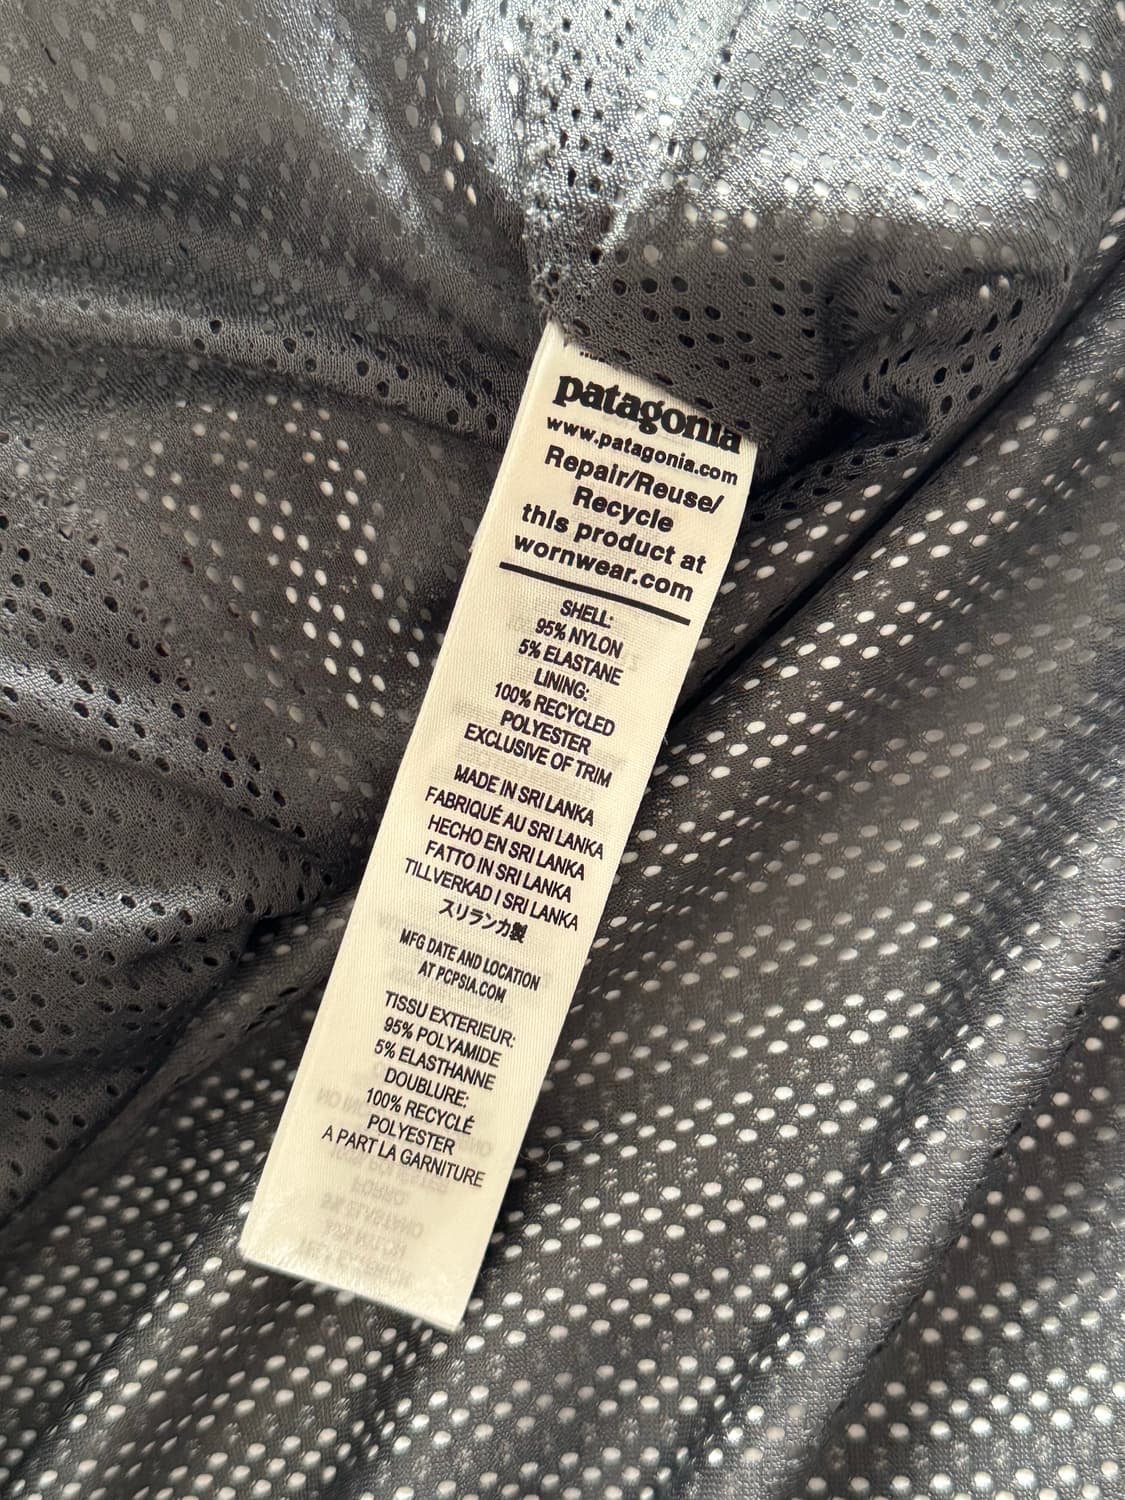 patagonia
www.patagonia.com
Repair/Reuse/
Recycle
this product at
wornwear.com
SHELL:
95% NYLON
5% ELASTANE
LINING:
100% RECYCLED
POLYESTER
EXCLUSIVE OF TRIM
MADE IN SRI LANKA
FABRIQUÉ AU SRI LANKA
HECHO EN SRI LANKA
FATTO IN SRI LANKA
TILLVERKAD I SRI LANKA
スリランカ製
MFG DATE AND LOCATION
AT PCPSIA.COM
TISSU EXTERIEUR:
95% POLYAMIDE
5% ELASTHANNE
DOUBLURE:
100% RECYCLÉ
POLYESTER
A PART LA GARNITURE